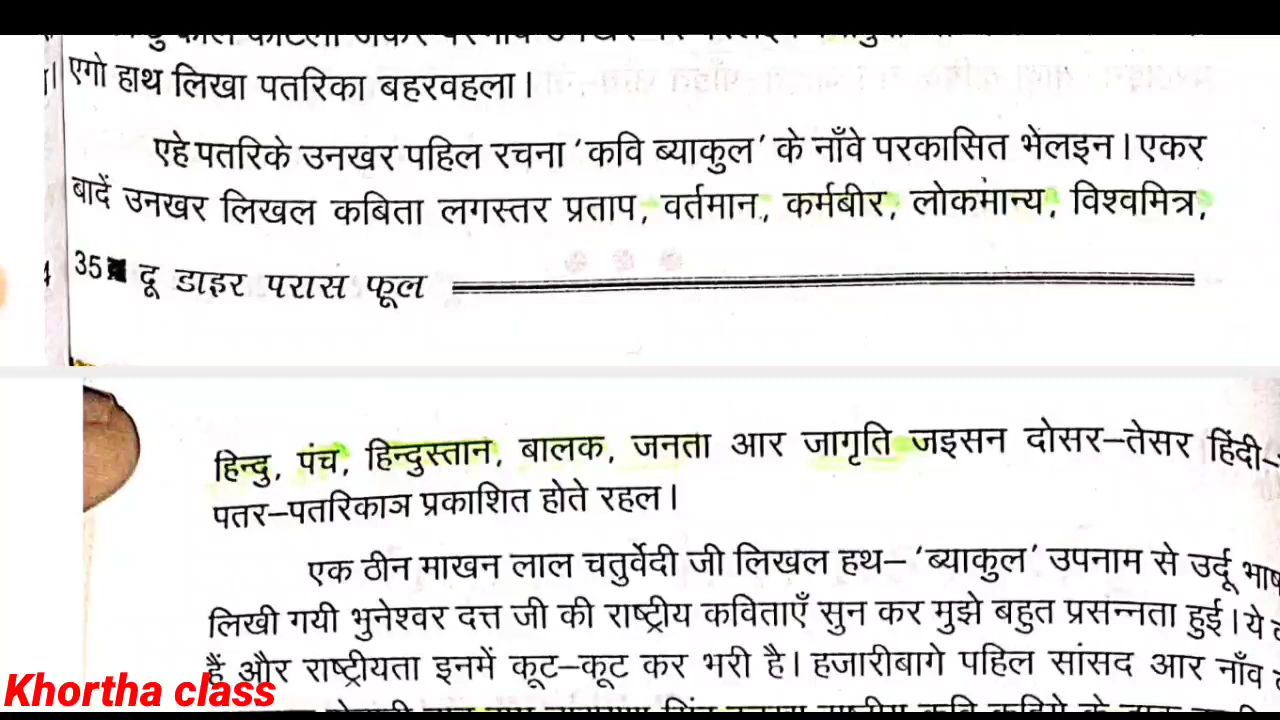 एगो हाथ लिखा पतरिका बहरवहला।
एहे पतरिके उनखर पहिल रचना 'कवि ब्याकुल' के नाँवे परकासित भेलइन। एकर
बादें उनखर लिखल कबिता लगस्तर प्रताप, वर्तमान, कर्मबीर, लोकमान्य, विश्वमित्र,
35 दू डाइर परास फूल
हिन्दु, पंच, हिन्दुस्तान, बालक, जनता आर जागृति जइसन दोसर–तेसर हिंदी–
पतर–पतरिकाञ प्रकाशित होते रहल।
एक ठीन माखन लाल चतुर्वेदी जी लिखल हथ– 'ब्याकुल' उपनाम से उर्दू
लिखी गयी भुनेश्वर दत्त जी की राष्ट्रीय कविताएँ सुन कर मुझे बहुत प्रसंन्नता हुई। ये
हैं और राष्ट्रीयता इनमें कूट–कूट कर भरी है। हजारीबागे पहिल सांसद आर नाँव
Khortha class